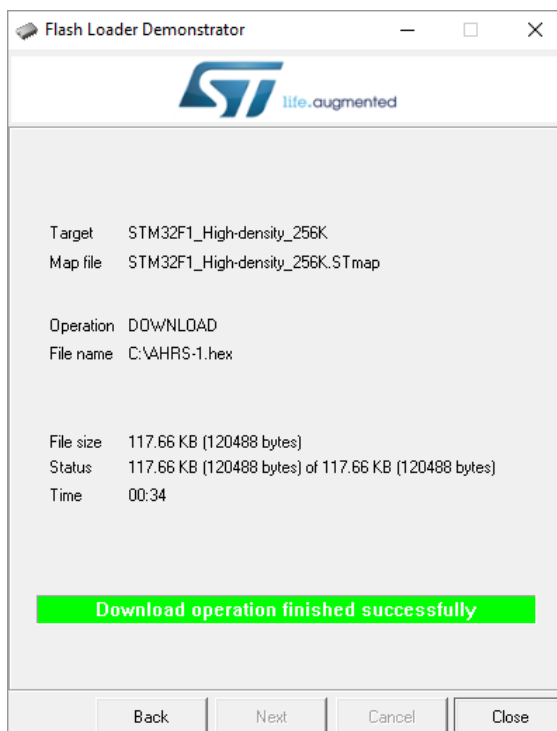 Flash Loader Demonstrator
ST life.augmented
Target STM32F1_High-density_256K
Map file STM32F1_High-density_256K.STmap
Operation DOWNLOAD
File name C:\AHRS-1.hex
File size 117.66 KB (120488 bytes)
Status 117.66 KB (120488 bytes) of 117.66 KB (120488 bytes)
Time 00:34
Download operation finished successfully
Back Next Cancel Close